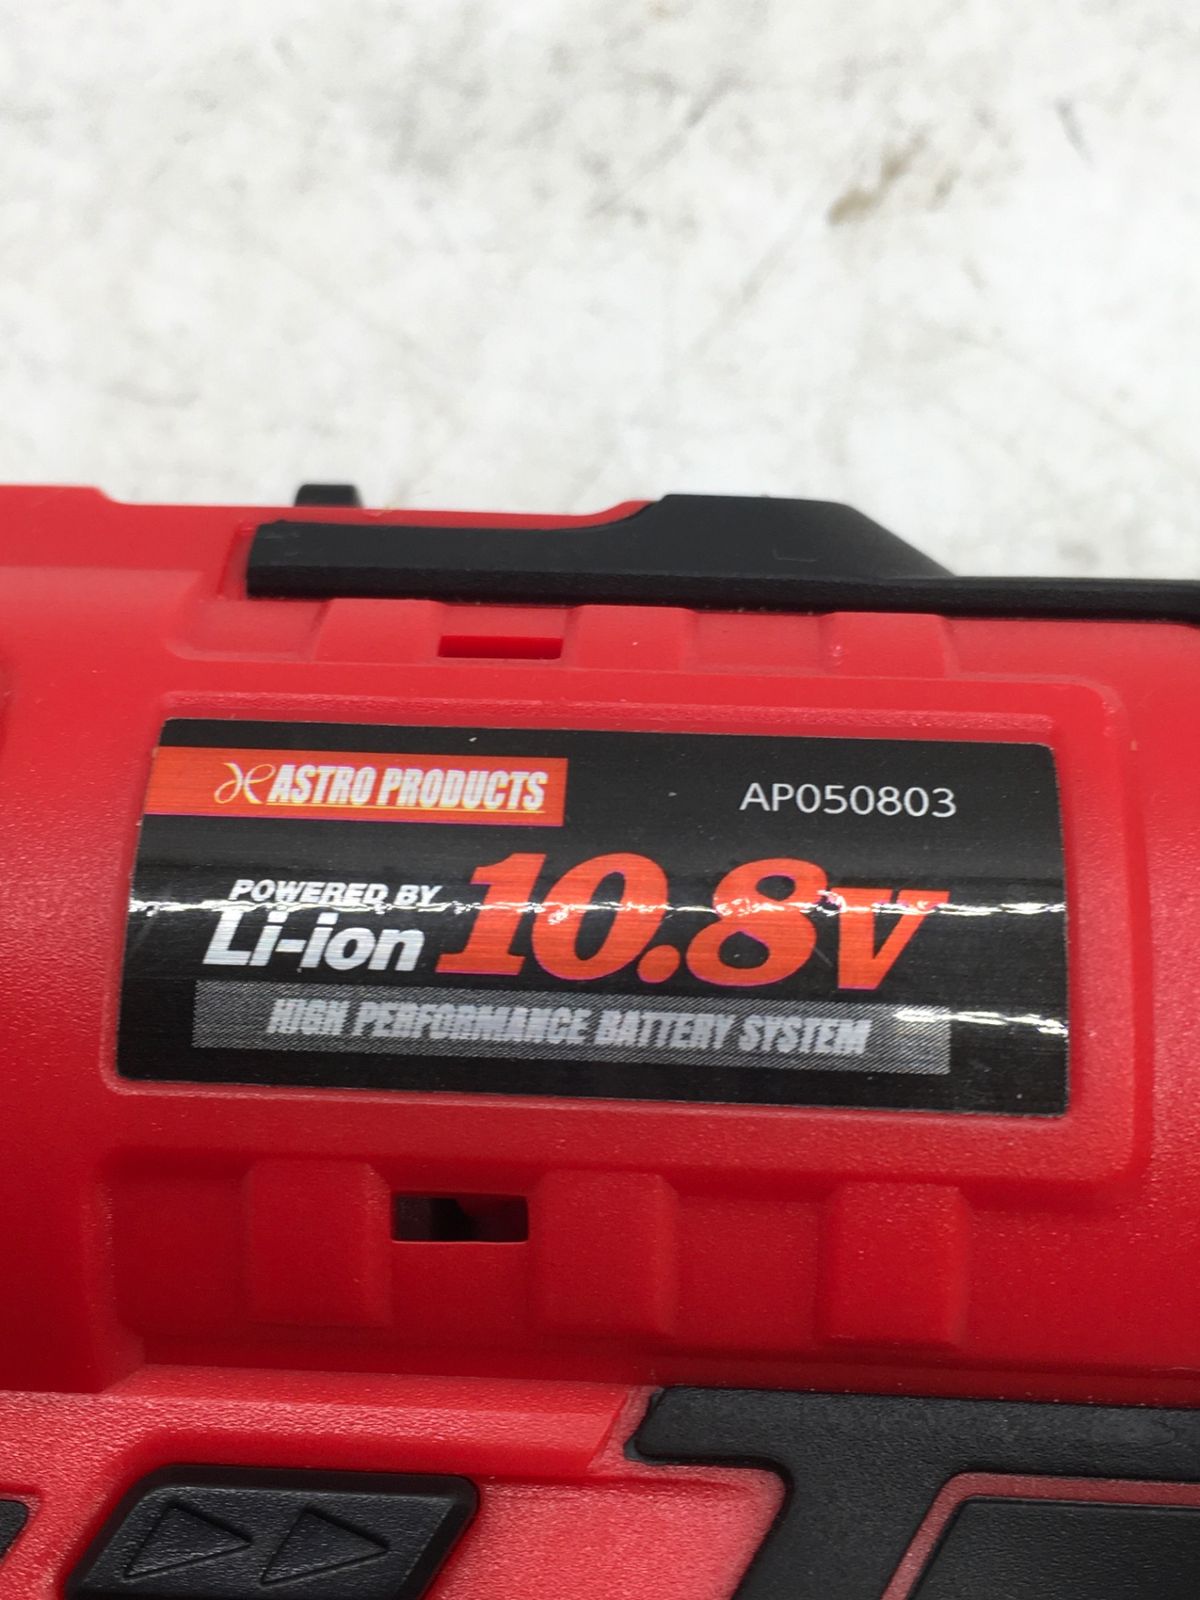 ASTRO PRODUCTS
AP050803
POWERED BY
Li-ion 10.8V
HIGH PERFORMANCE BATTERY SYSTEM